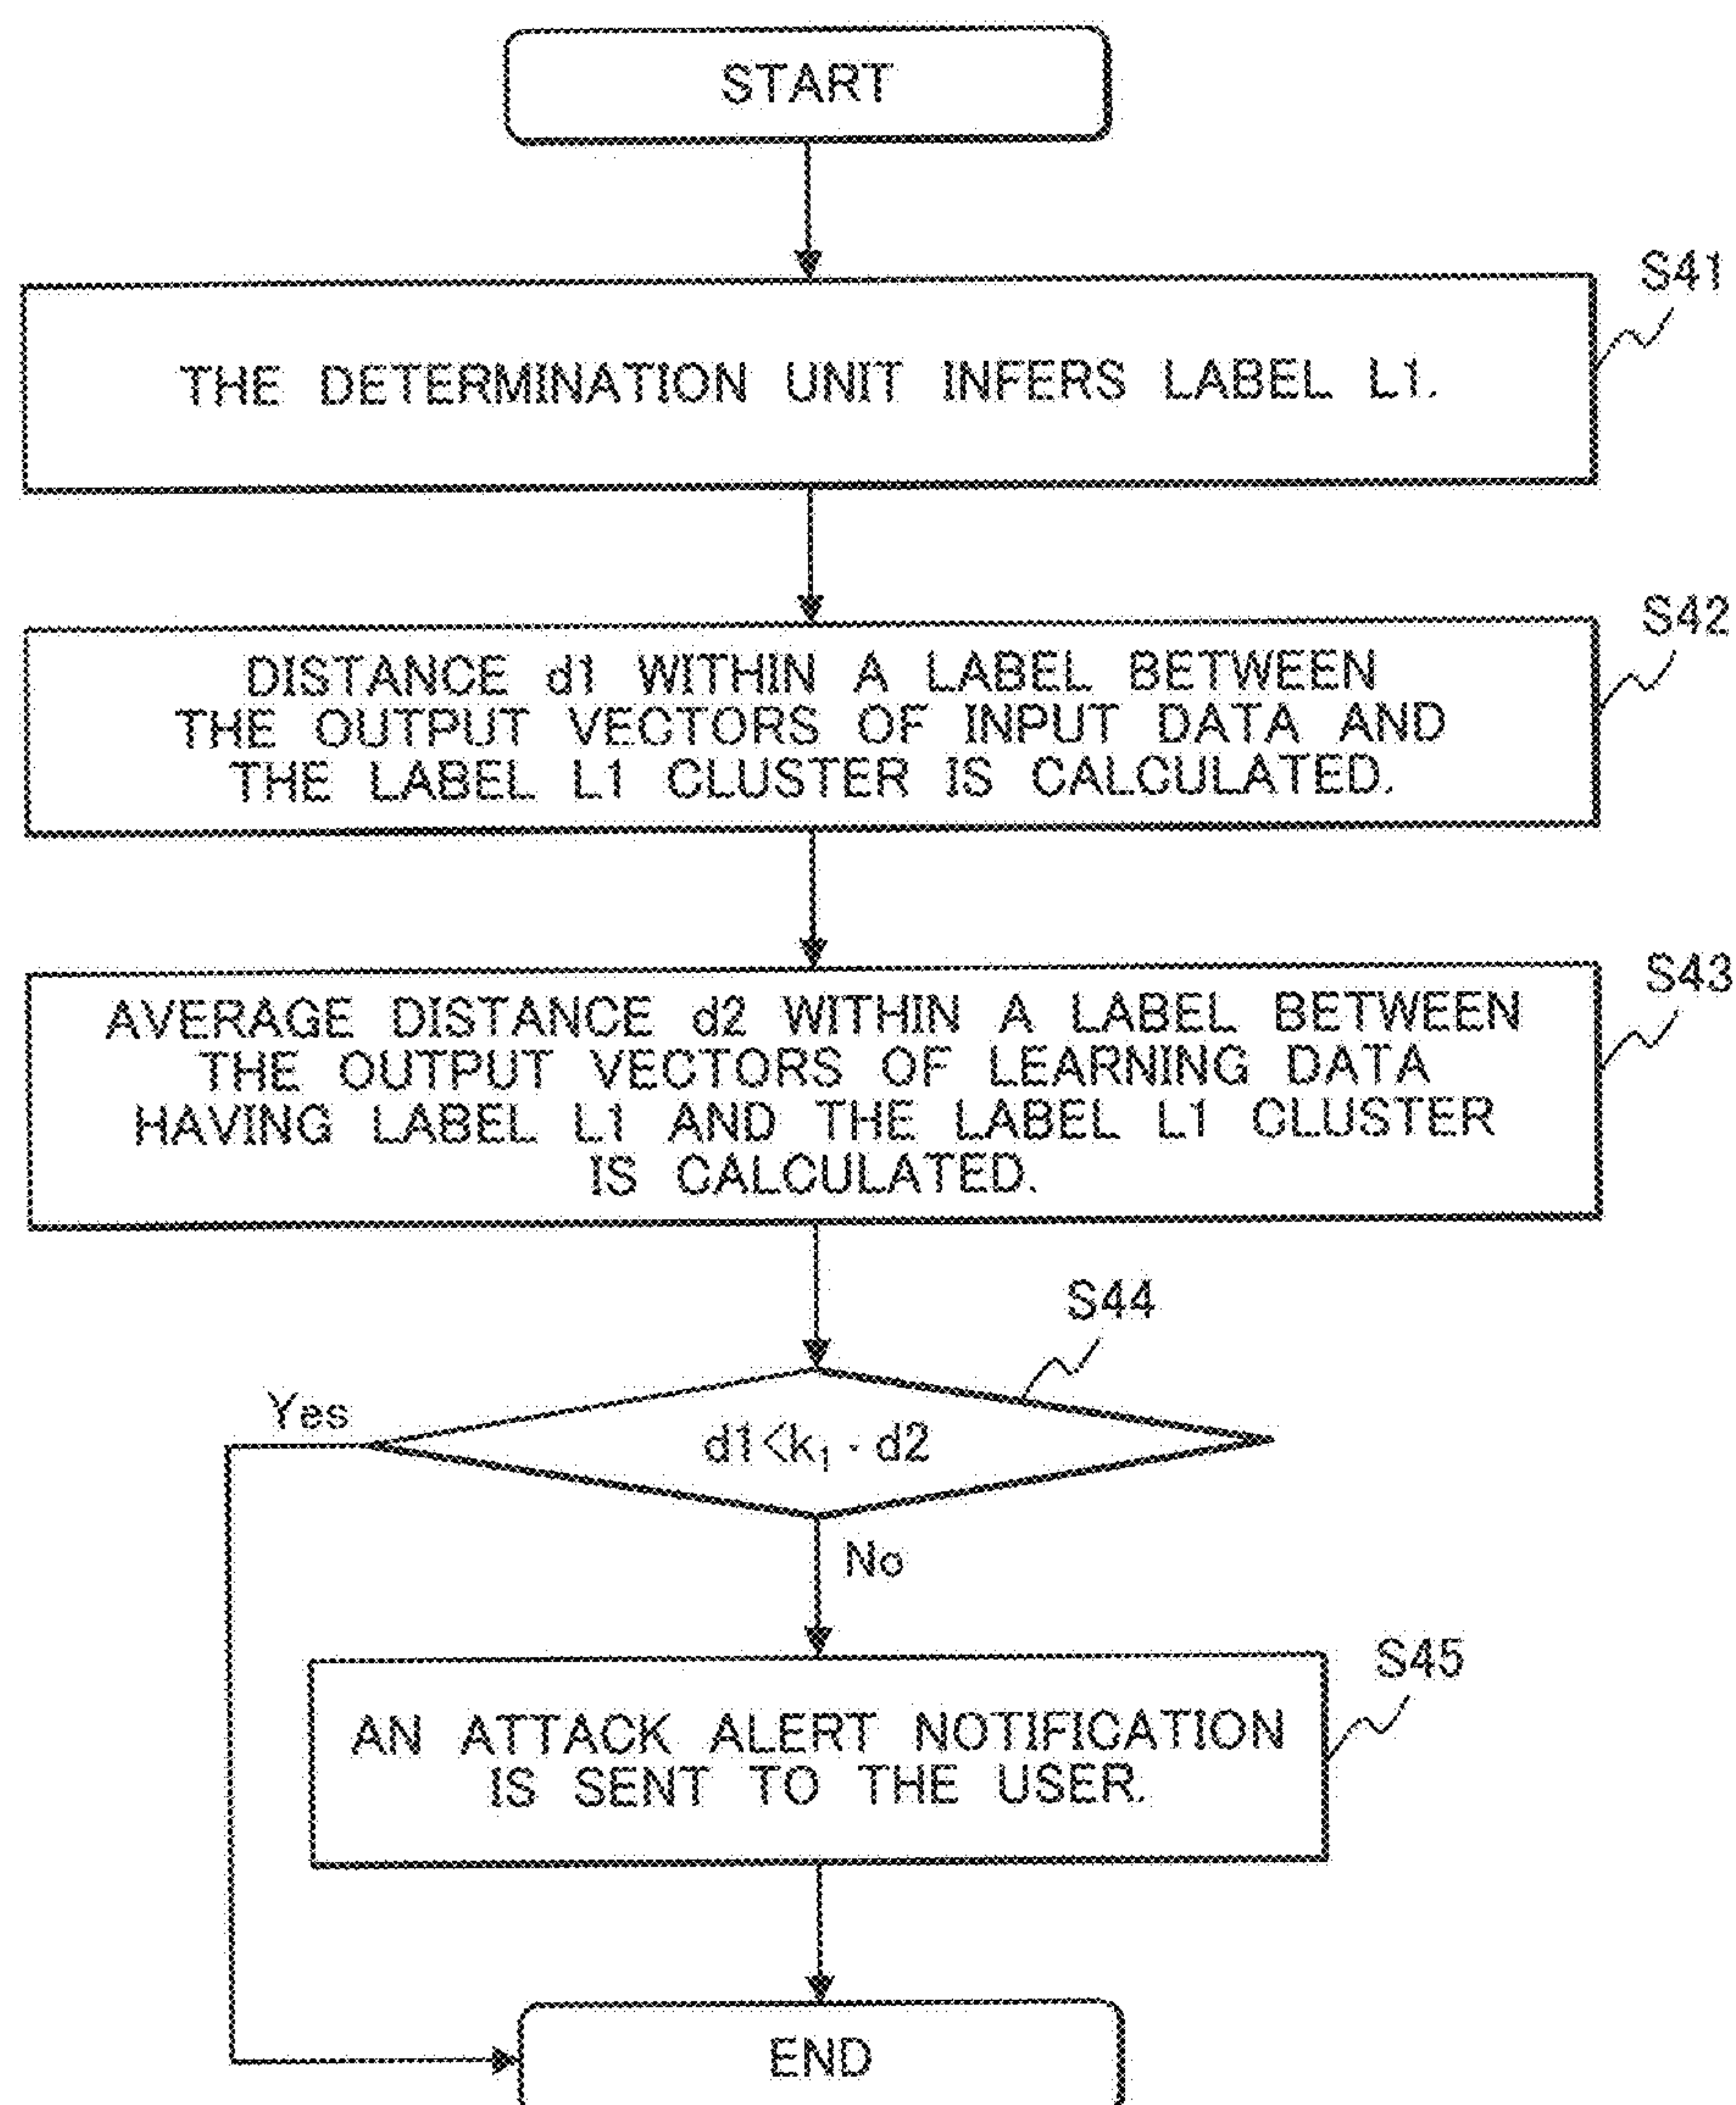 START
S41
THE DETERMINATION UNIT INFERS LABEL L1.
S42
DISTANCE d1 WITHIN A LABEL BETWEEN
THE OUTPUT VECTORS OF INPUT DATA AND
THE LABEL L1 CLUSTER IS CALCULATED.
S43
AVERAGE DISTANCE d2 WITHIN A LABEL BETWEEN
THE OUTPUT VECTORS OF LEARNING DATA
HAVING LABEL L1 AND THE LABEL L1 CLUSTER
IS CALCULATED.
S44
Yes
d1<k₁・d2
No
S45
AN ATTACK ALERT NOTIFICATION
IS SENT TO THE USER.
END